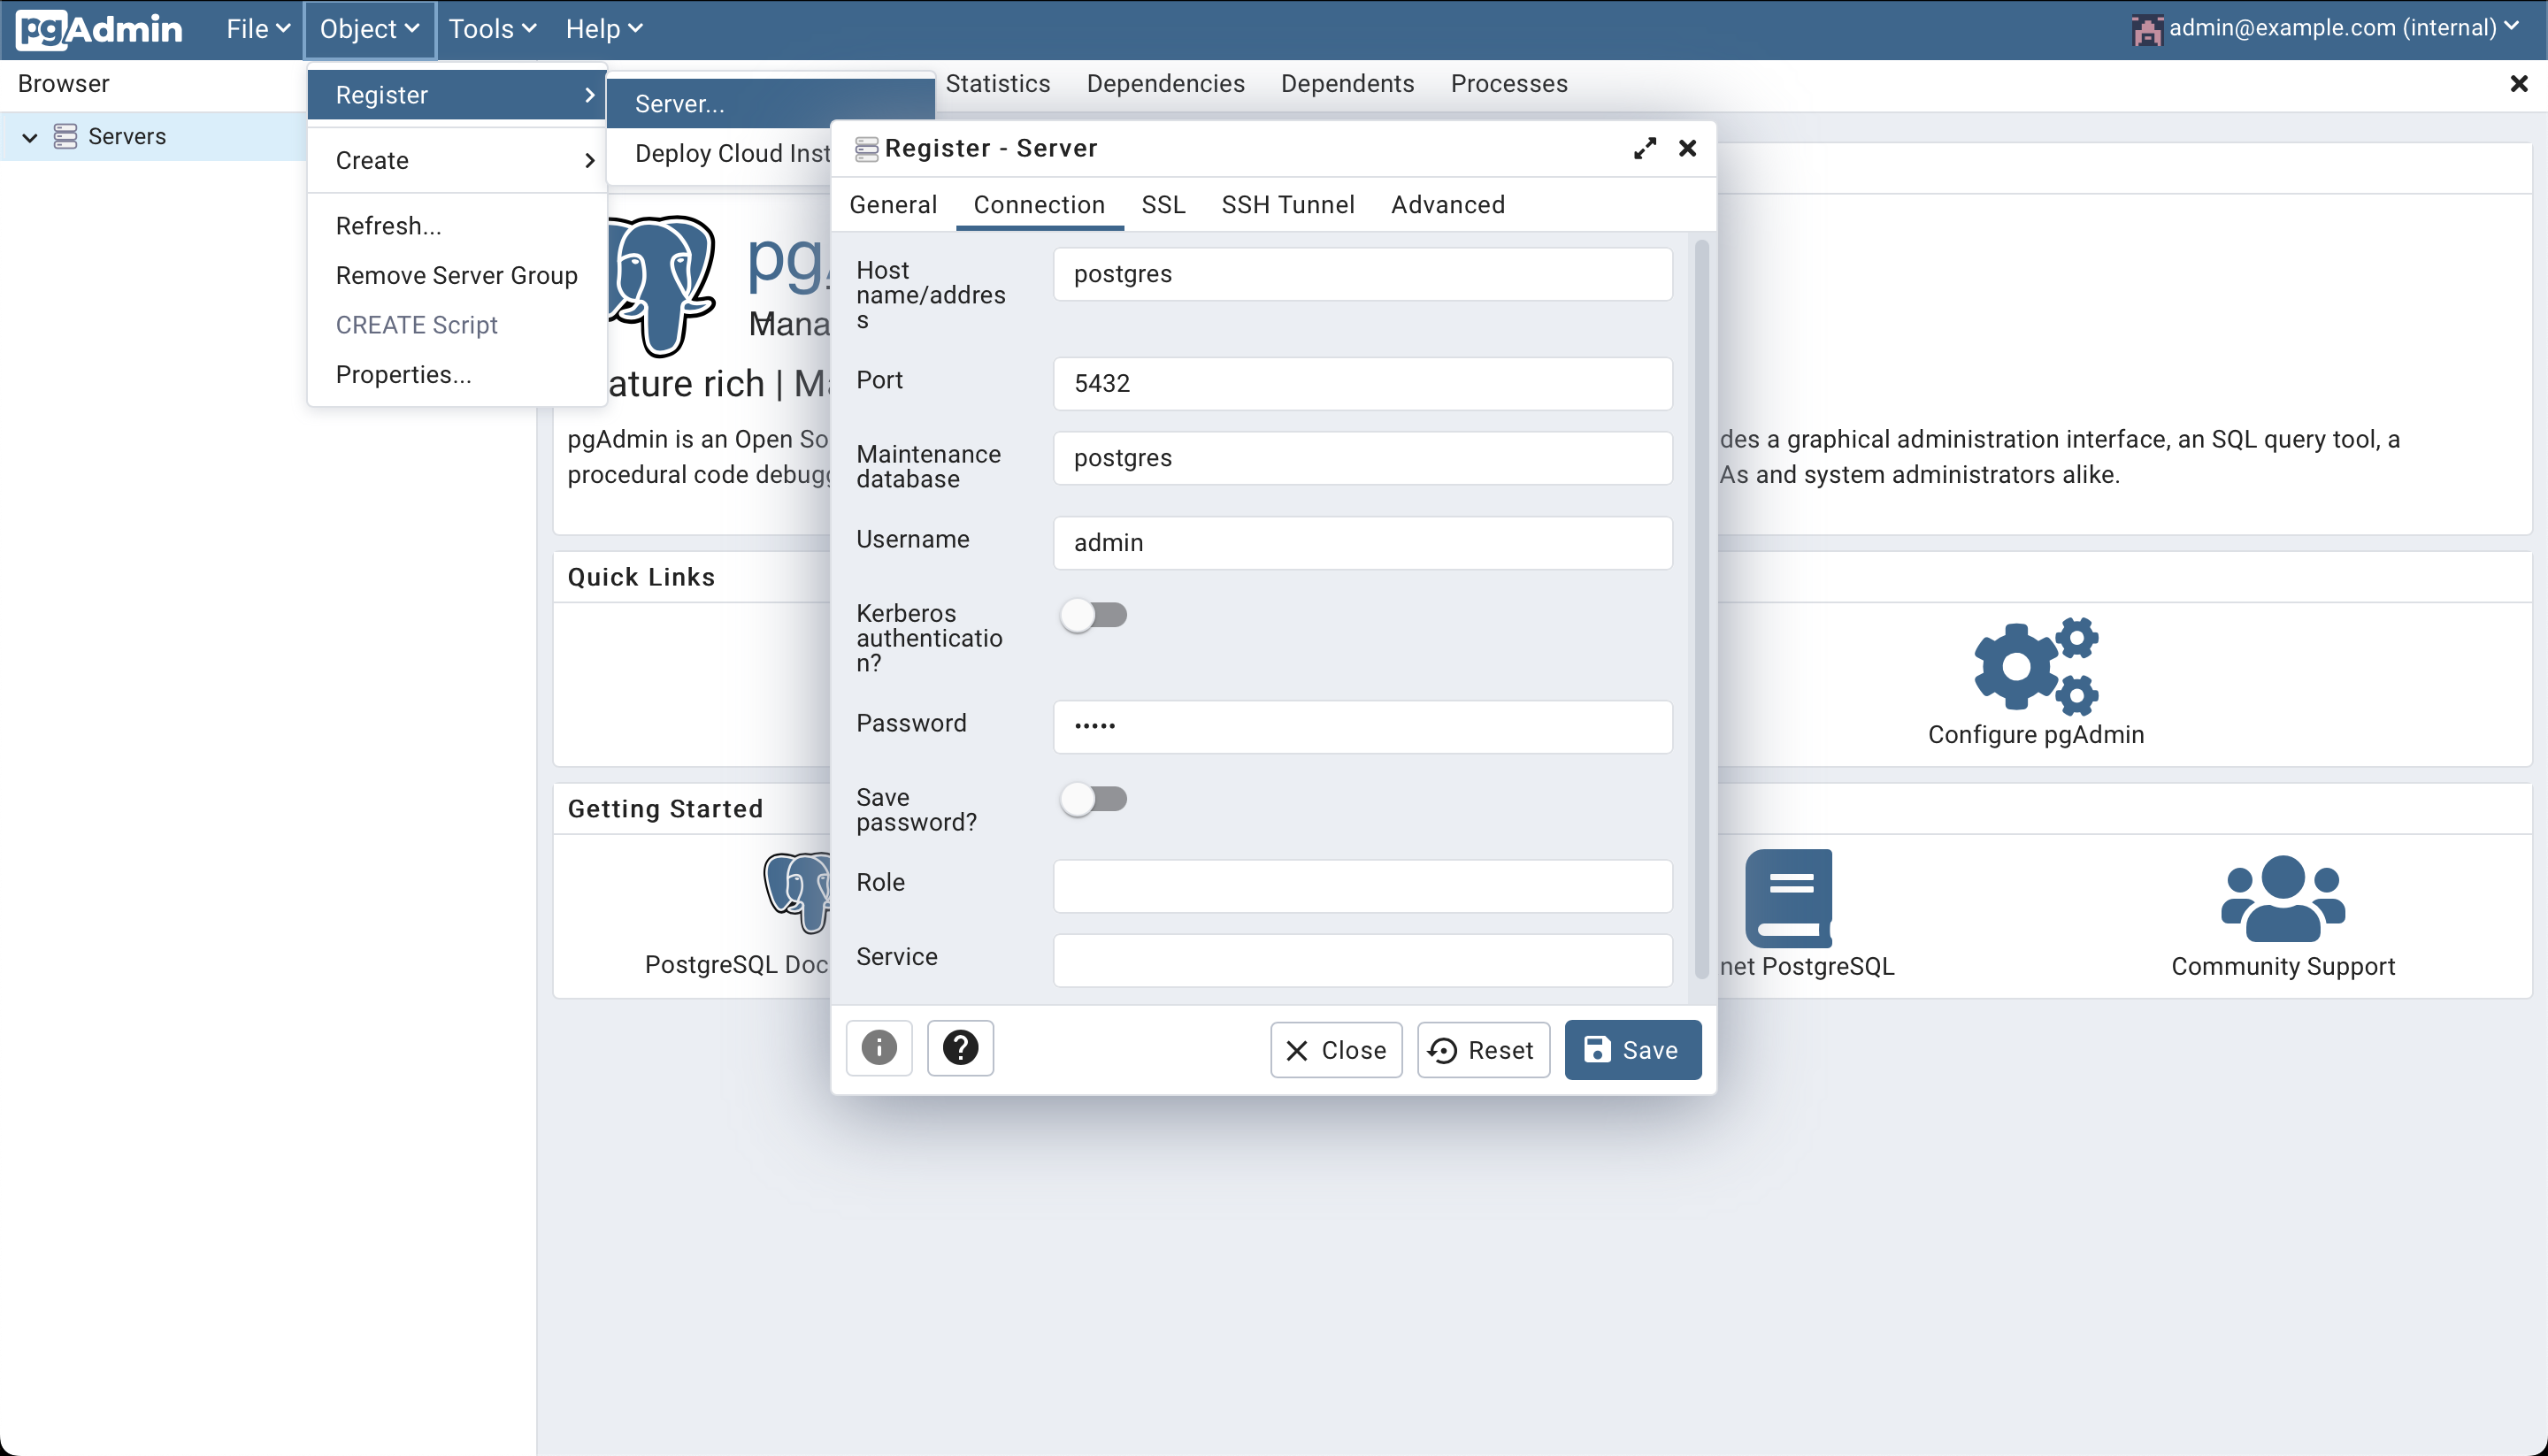 pgAdmin
File
Object
Tools
Help
admin@example.com (internal)
Browser
Statistics
Dependencies
Dependents
Processes
Servers
Register
Create
Refresh...
Remove Server Group
CREATE Script
Properties...
Server...
Deploy Cloud Inst
Register - Server
General
Connection
SSL
SSH Tunnel
Advanced
Host
name/addres
s
postgres
Port
5432
Maintenance
database
postgres
Username
admin
Kerberos
authenticatio
n?
Password
•••••
Save
password?
Role
Service
Close
Reset
Save
pg
Mana
ature rich | Ma
pgAdmin is an Open So
des a graphical administration interface, an SQL query tool, a
procedural code debugg
As and system administrators alike.
Quick Links
Configure pgAdmin
Getting Started
PostgreSQL Doc
net PostgreSQL
Community Support